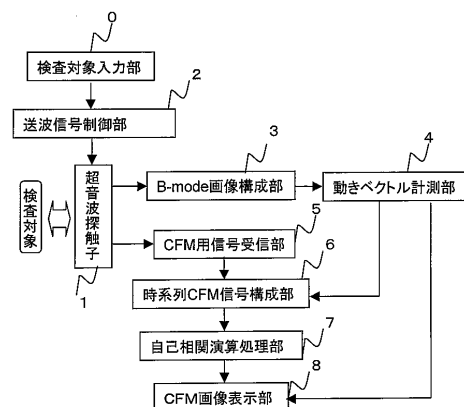 0
検査対象入力部
2
送波信号制御部
3
4
B-mode画像構成部
動きベクトル計測部
検査対象
超音波探触子
1
5
CFM用信号受信部
6
時系列CFM信号構成部
7
自己相関演算処理部
8
CFM画像表示部